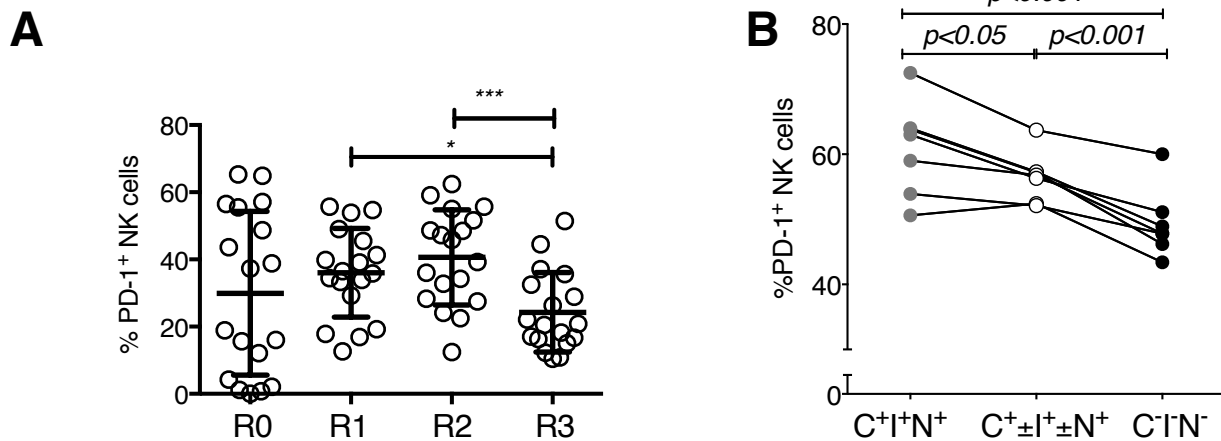 A
% PD-1+ NK cells
80
60
40
20
0
***
*
R0 R1 R2 R3
B
%PD-1+ NK cells
80
60
40
0
p<0.05 p<0.001
C+I+N+ C+±I+±N+ C-I-N-